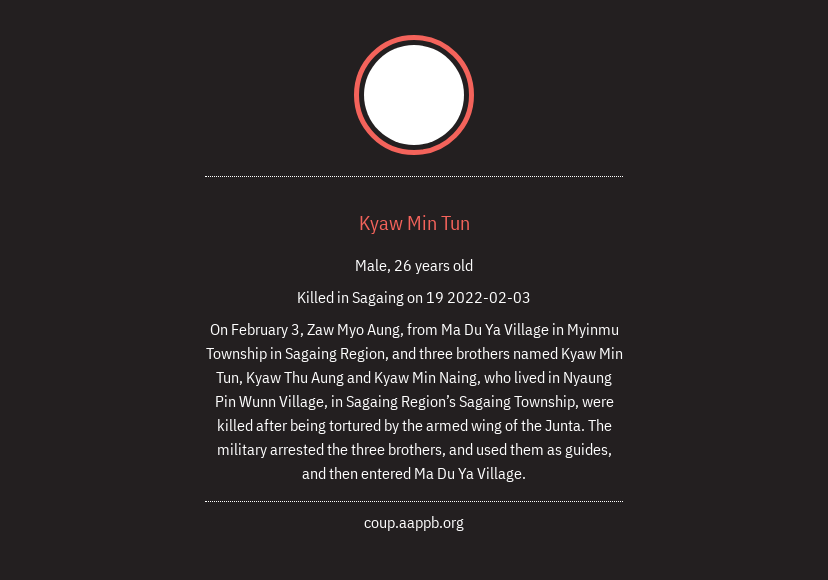 Kyaw Min Tun
Male, 26 years old
Killed in Sagaing on 19 2022-02-03
On February 3, Zaw Myo Aung, from Ma Du Ya Village in Myinmu
Township in Sagaing Region, and three brothers named Kyaw Min
Tun, Kyaw Thu Aung and Kyaw Min Naing, who lived in Nyaung
Pin Wunn Village, in Sagaing Region’s Sagaing Township, were
killed after being tortured by the armed wing of the Junta. The
military arrested the three brothers, and used them as guides,
and then entered Ma Du Ya Village.
coup.aappb.org